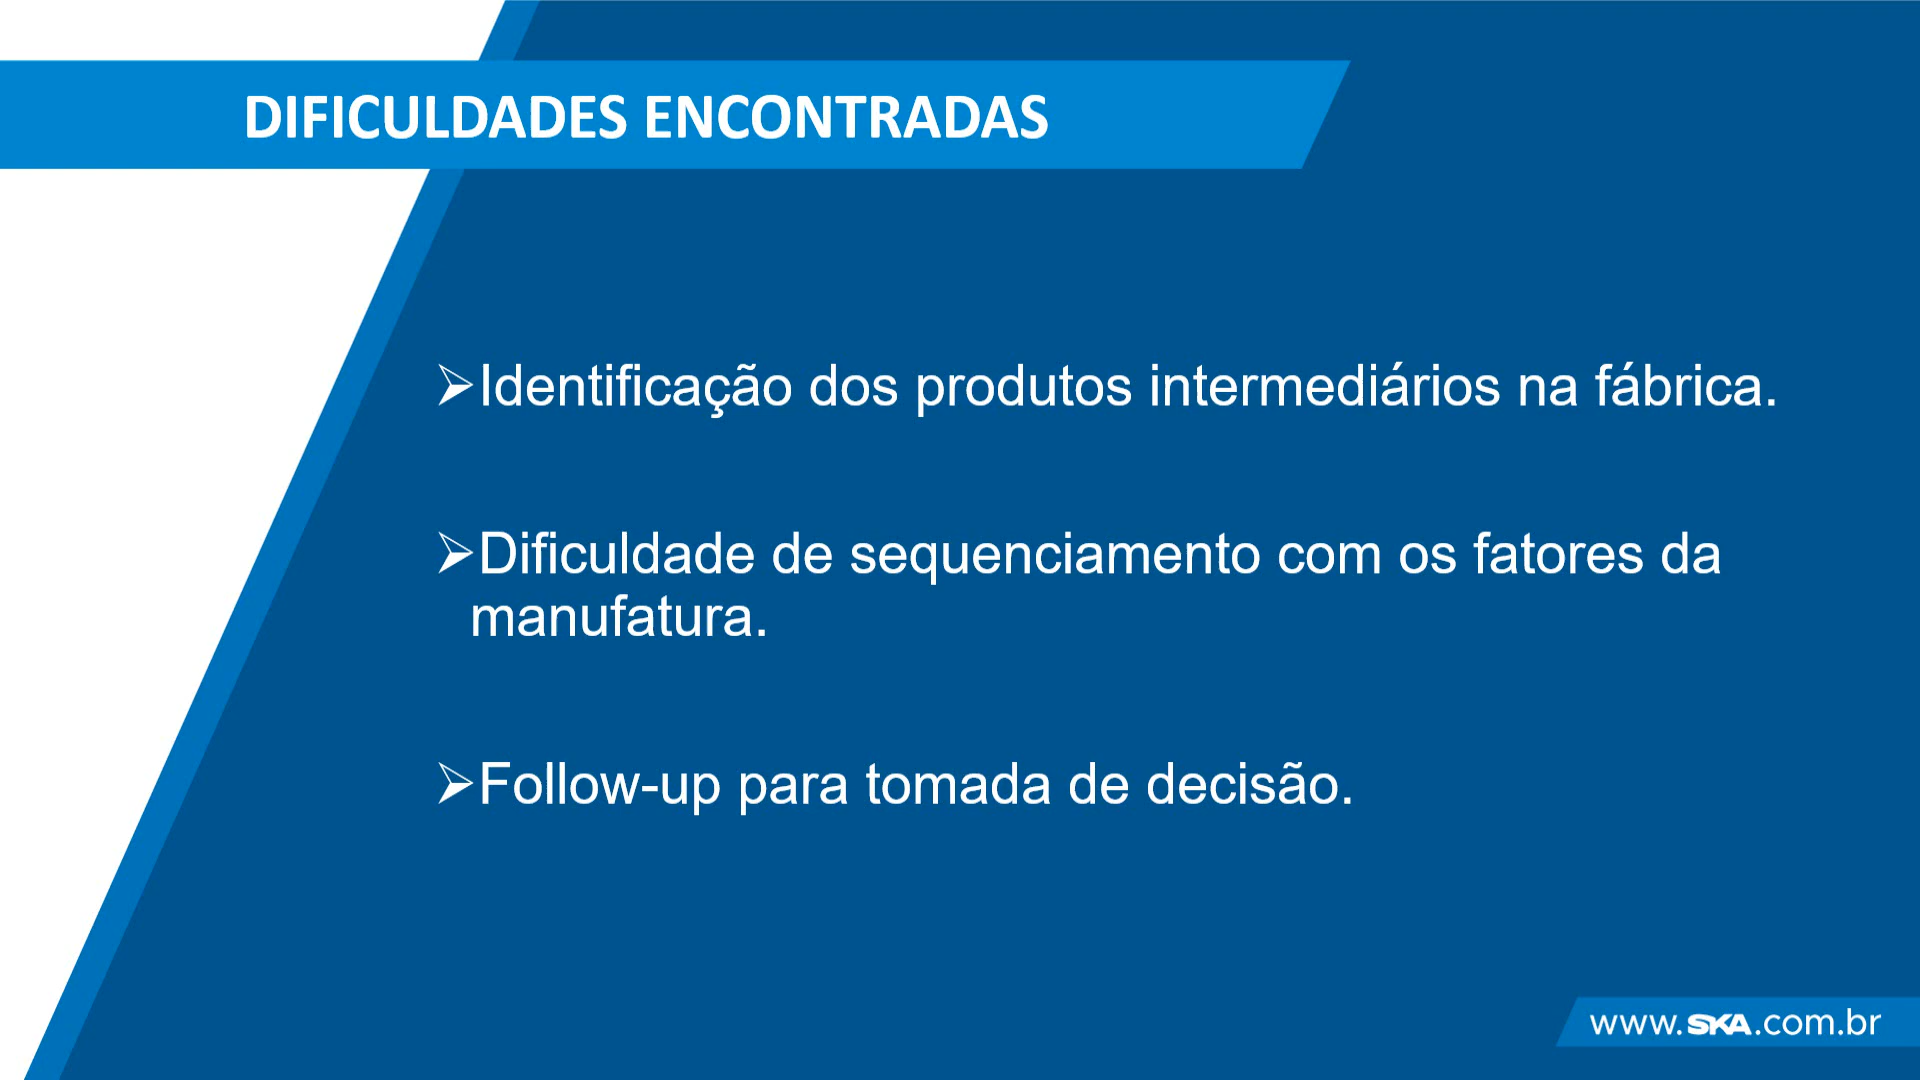 DIFICULDADES ENCONTRADAS
➢Identificação dos produtos intermediários na fábrica.
➢Dificuldade de sequenciamento com os fatores da
manufatura.
➢Follow-up para tomada de decisão.
www.SKA.com.br